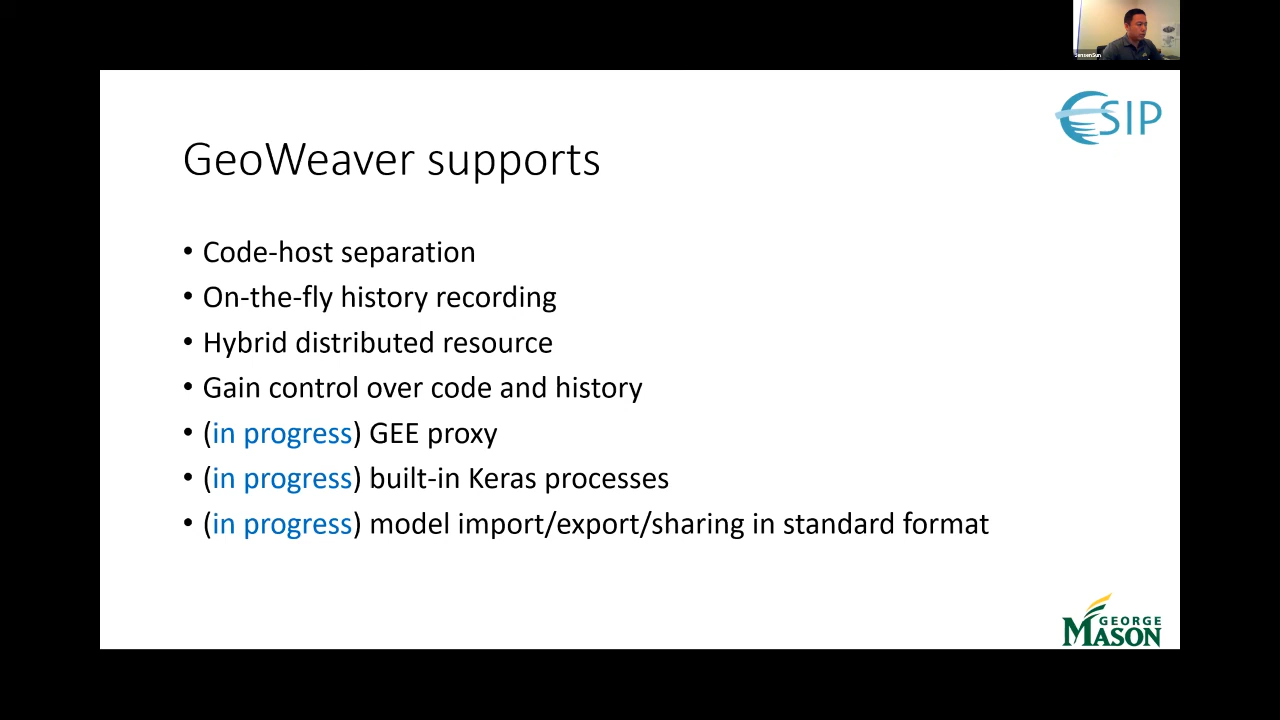 JensenSun
ESIP
GeoWeaver supports
• Code-host separation
• On-the-fly history recording
• Hybrid distributed resource
• Gain control over code and history
• (in progress) GEE proxy
• (in progress) built-in Keras processes
• (in progress) model import/export/sharing in standard format
GEORGE
MASON